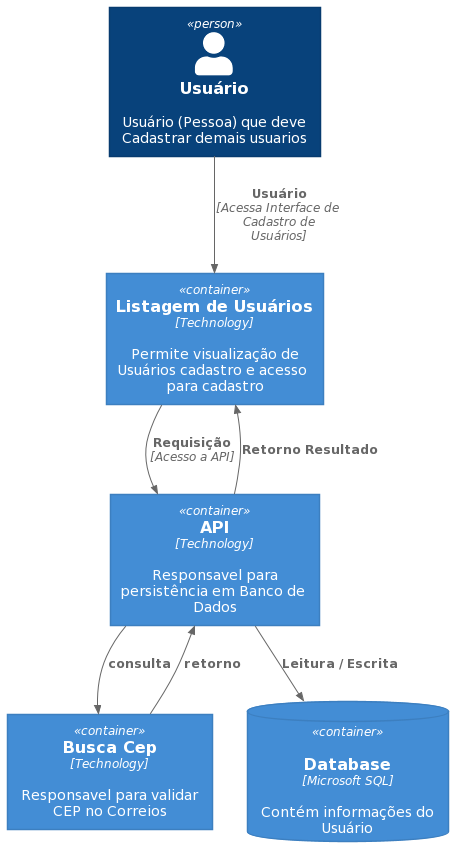 «person»
Usuário
Usuário (Pessoa) que deve
Cadastrar demais usuarios
Usuário
[Acessa Interface de
Cadastro de
Usuários]
«container»
Listagem de Usuários
[Technology]
Permite visualização de
Usuários cadastro e acesso
para cadastro
Requisição
[Acesso a API]
Retorno Resultado
«container»
API
[Technology]
Responsavel para
persistência em Banco de
Dados
consulta
retorno
Leitura / Escrita
«container»
Busca Cep
[Technology]
Responsavel para validar
CEP no Correios
«container»
Database
[Microsoft SQL]
Contém informações do
Usuário